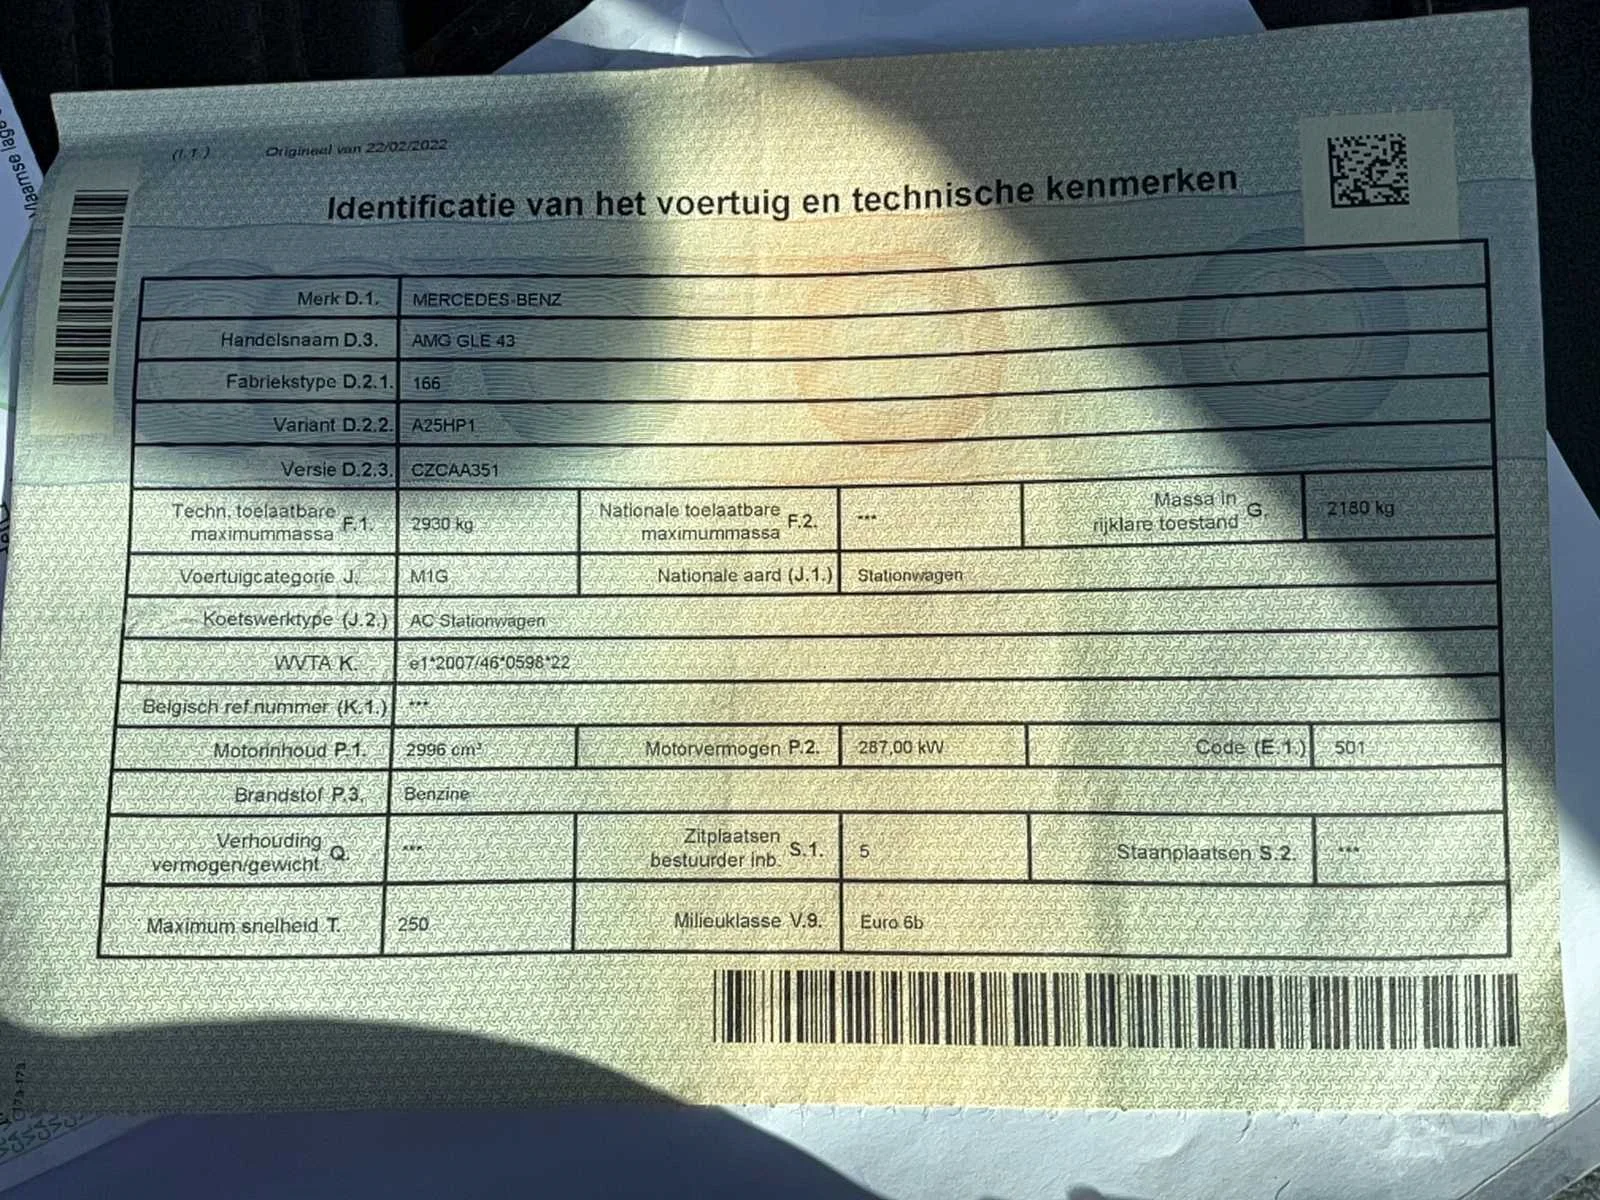 (I.1.) Origineel van 22/02/2022
Identificatie van het voertuig en technische kenmerken
Merk D.1. MERCEDES-BENZ
Handelsnaam D.3. AMG GLE 43
Fabriekstype D.2.1. 166
Variant D.2.2. A25HP1
Versie D.2.3. CZCAA351
Techn. toelaatbare maximummassa F.1. 2930 kg Nationale toelaatbare maximummassa F.2. *** Massa in rijklare toestand G. 2180 kg
Voertuigcategorie J. M1G Nationale aard (J.1.) Stationwagen
Koetswerktype (J.2.) AC Stationwagen
WVTA K. e1*2007/46*0598*22
Belgisch ref.nummer (K.1.) ***
Motorinhoud P.1. 2996 cm³ Motorvermogen P.2. 287,00 kW Code (E.1.) 501
Brandstof P.3. Benzine
Verhouding vermogen/gewicht Q. *** Zitplaatsen bestuurder inb. S.1. 5 Staanplaatsen S.2. ***
Maximum snelheid T. 250 Milieuklasse V.9. Euro 6b
Vlaamse lage